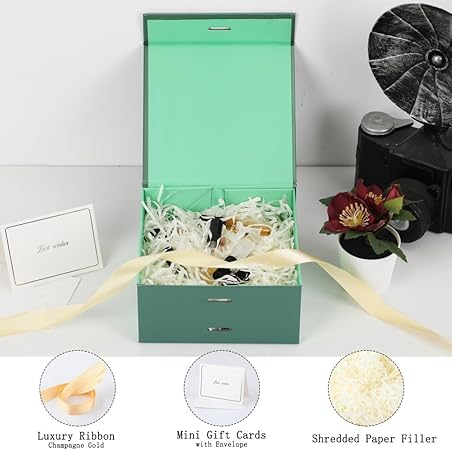 Best wishes
Best wishes
Luxury Ribbon
Champagne Gold
Mini Gift Cards
with Envelope
Shredded Paper Filler